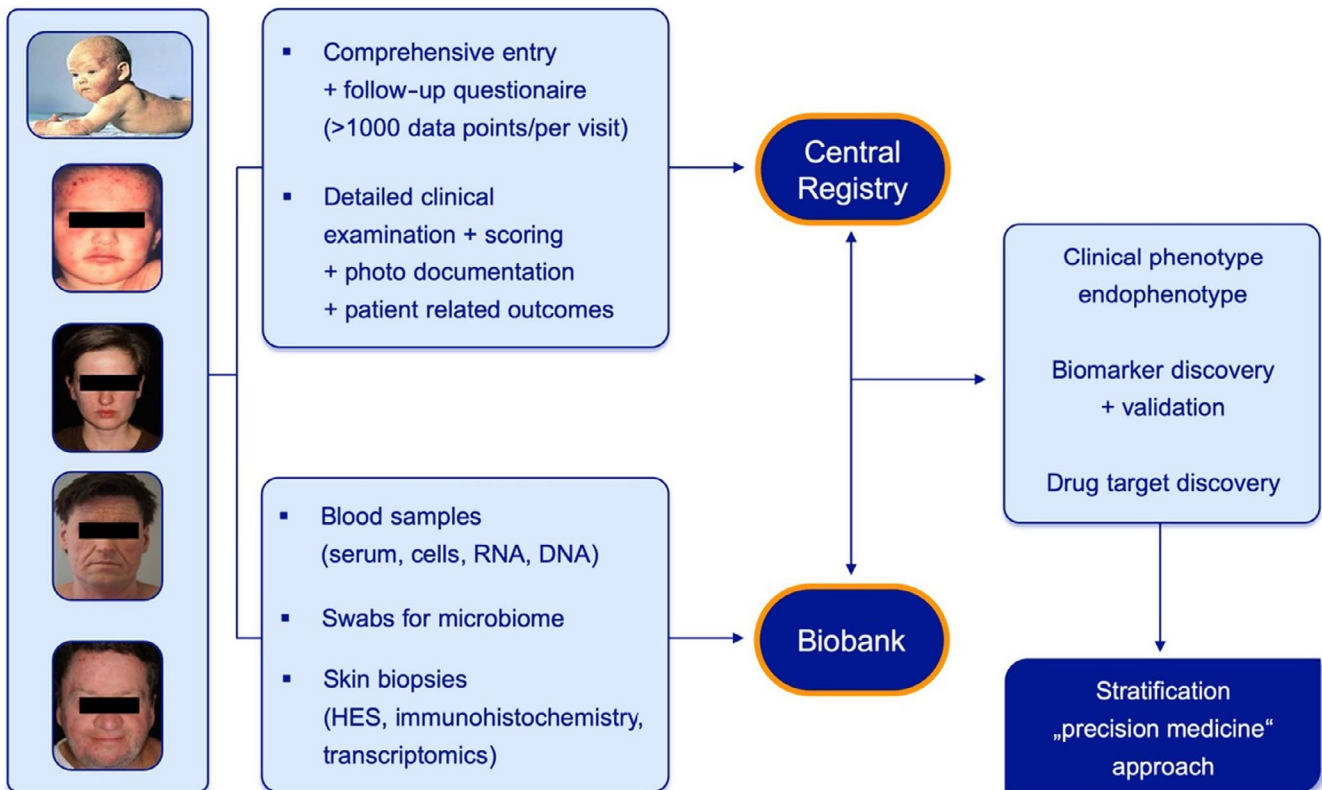 ▪ Comprehensive entry
+ follow-up questionaire
(>1000 data points/per visit)
▪ Detailed clinical
examination + scoring
+ photo documentation
+ patient related outcomes
▪ Blood samples
(serum, cells, RNA, DNA)
▪ Swabs for microbiome
▪ Skin biopsies
(HES, immunohistochemistry,
transcriptomics)
Central
Registry
Biobank
Clinical phenotype
endophenotype
Biomarker discovery
+ validation
Drug target discovery
Stratification
„precision medicine“
approach